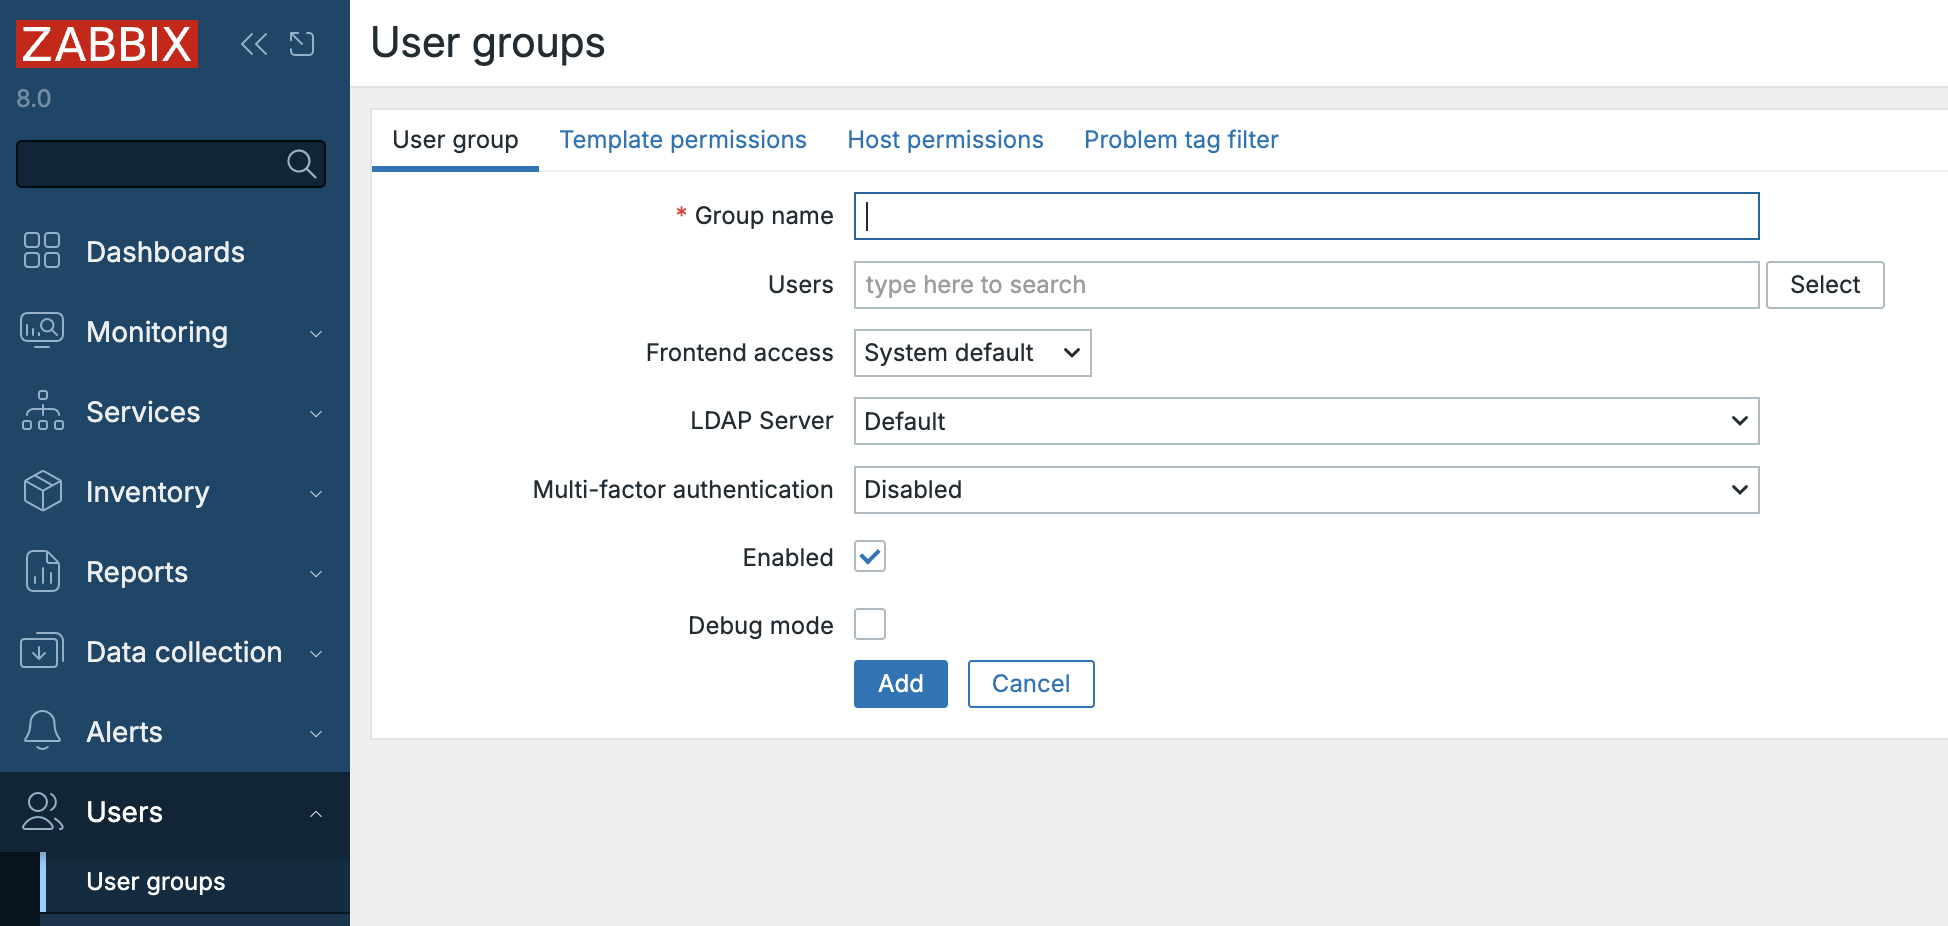 ZABBIX
8.0
Dashboards
Monitoring
Services
Inventory
Reports
Data collection
Alerts
Users
User groups
User groups
User group Template permissions Host permissions Problem tag filter
* Group name
Users type here to search Select
Frontend access System default
LDAP Server Default
Multi-factor authentication Disabled
Enabled
Debug mode
Add Cancel